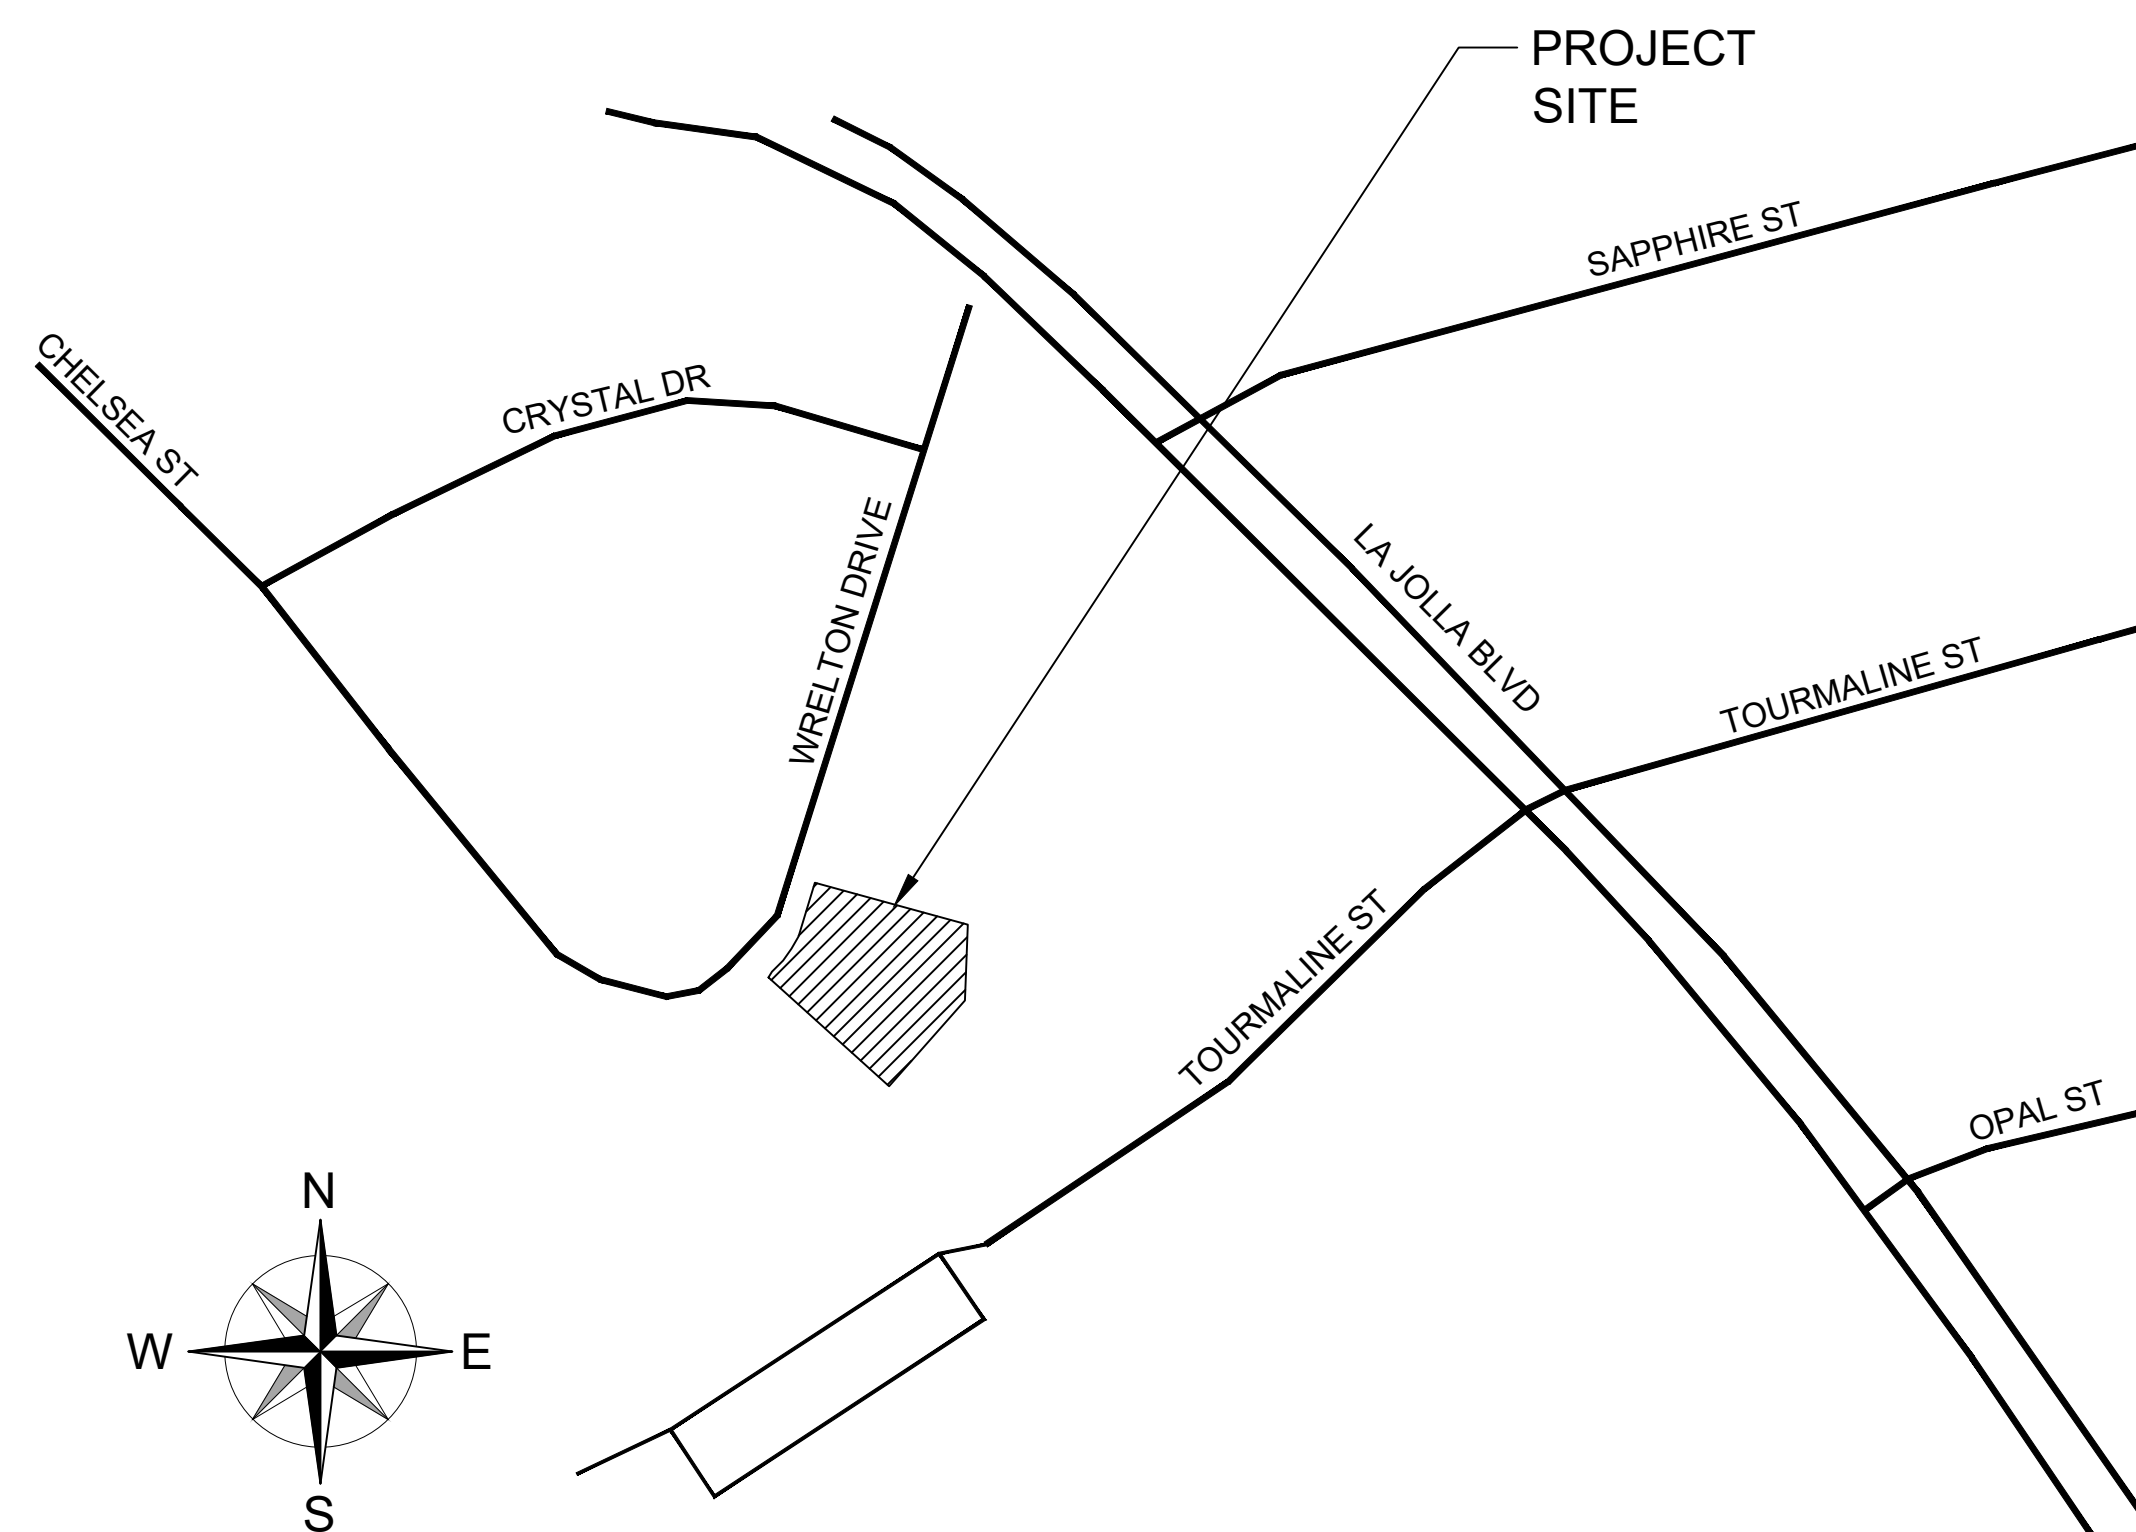 PROJECT
SITE
SAPPHIRE ST
CHELSEA ST
CRYSTAL DR
WRELTON DRIVE
LA JOLLA BLVD
TOURMALINE ST
TOURMALINE ST
OPAL ST
N
W
E
S